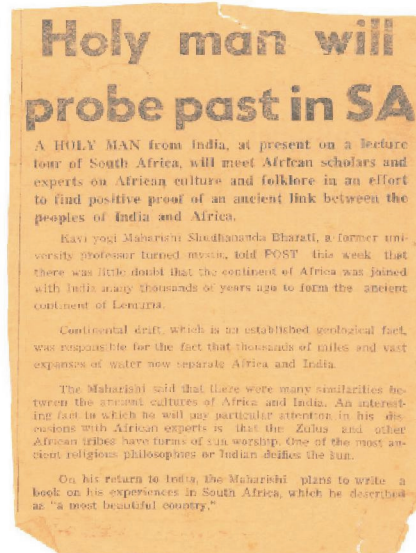 Holy man will
probe past in SA
A HOLY MAN from India, at present on a lecture
tour of South Africa, will meet African scholars and
experts on African culture and folklore in an effort
to find positive proof of an ancient link between the
peoples of India and Africa.
Kavi yogi Maharishi Shudhananda Bharati, a former uni-
versity professor turned mystic, told POST this week that
there was little doubt that the continent of Africa was joined
with India many thousands of years ago to form the ancient
continent of Lemuria.
Continental drift, which is an established geological fact,
was responsible for the fact that thousands of miles and vast
expanses of water now separate Africa and India.
The Maharishi said that there were many similarities be-
tween the ancient cultures of Africa and India. An interest-
ing fact to which he will pay particular attention in his dis-
cusions with African experts is that the Zulus and other
African tribes have forms of sun worship. One of the most an-
cient religious philosophies or Indian deifies the sun.
On his return to India, the Maharishi plans to write a
book on his experiences in South Africa, which he described
as "a most beautiful country."